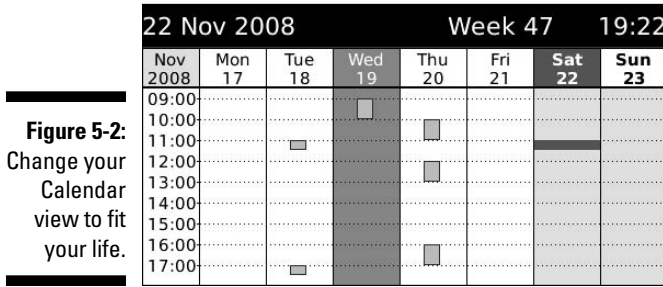 22 Nov 2008 Week 47 19:22
Nov Mon Tue Wed Thu Fri Sat Sun
2008 17 18 19 20 21 22 23
09:00
10:00
11:00
12:00
13:00
14:00
15:00
16:00
17:00
Figure 5-2:
Change your
Calendar
view to fit
your life.